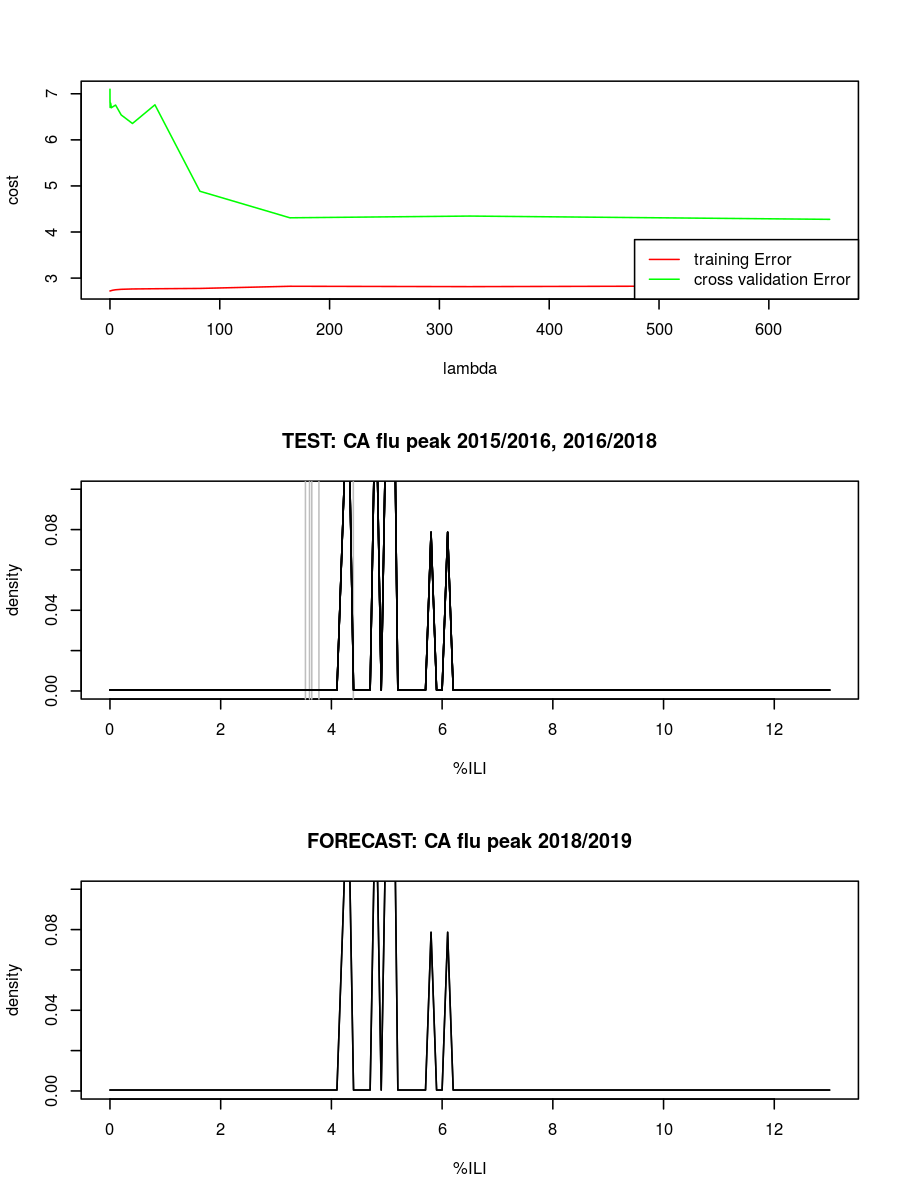 7
6
5
4
3
cost
training Error
cross validation Error
0 100 200 300 400 500 600
lambda
TEST: CA flu peak 2015/2016, 2016/2018
0.08
0.04
0.00
density
0 2 4 6 8 10 12
%ILI
FORECAST: CA flu peak 2018/2019
0.08
0.04
0.00
density
0 2 4 6 8 10 12
%ILI